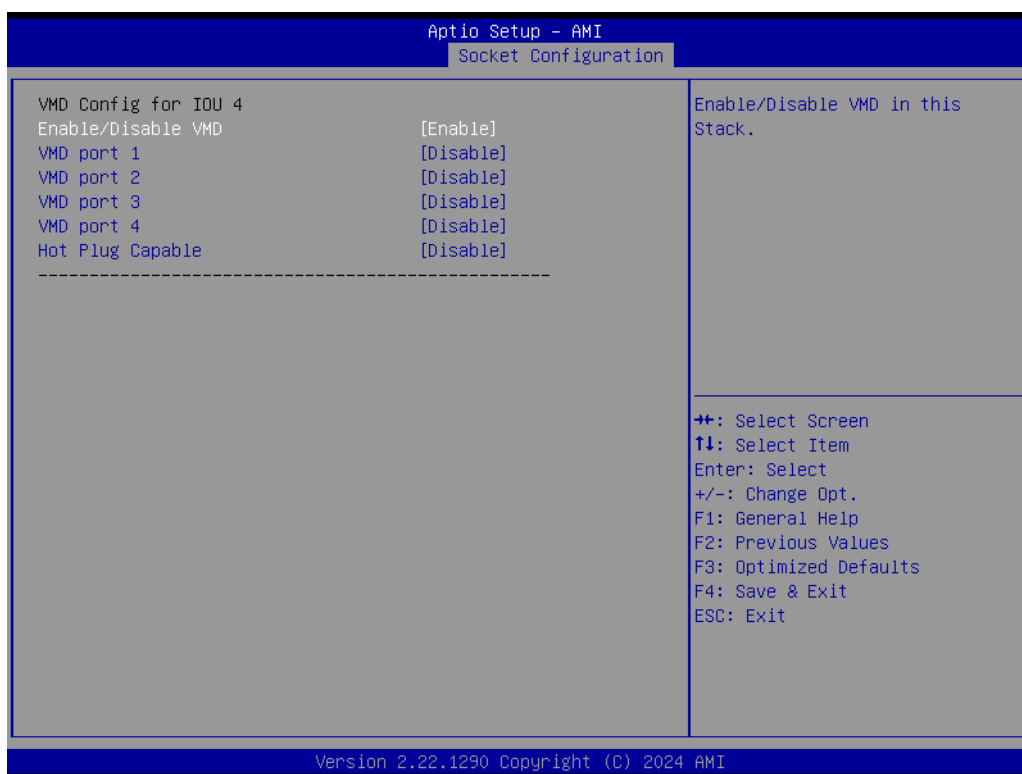 Aptio Setup – AMI
Socket Configuration
VMD Config for IOU 4
Enable/Disable VMD [Enable]
VMD port 1 [Disable]
VMD port 2 [Disable]
VMD port 3 [Disable]
VMD port 4 [Disable]
Hot Plug Capable [Disable]
--------------------------------------------------
Enable/Disable VMD in this
Stack.
→←: Select Screen
↑↓: Select Item
Enter: Select
+/-: Change Opt.
F1: General Help
F2: Previous Values
F3: Optimized Defaults
F4: Save & Exit
ESC: Exit
Version 2.22.1290 Copyright (C) 2024 AMI